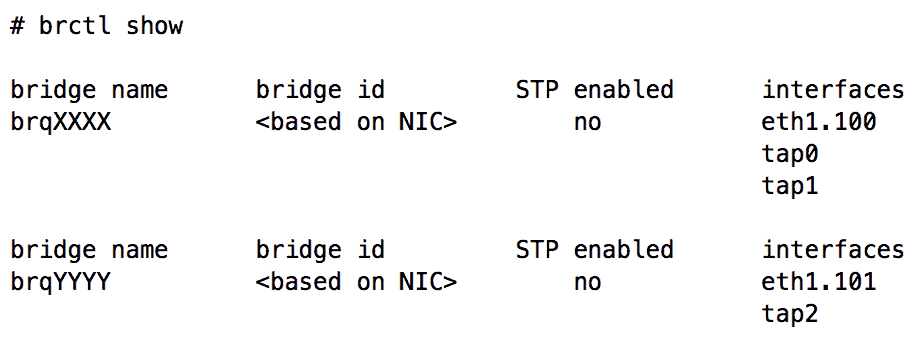 # brctl show
bridge name bridge id STP enabled interfaces
brqXXXX <based on NIC> no eth1.100
tap0
tap1
bridge name bridge id STP enabled interfaces
brqYYYY <based on NIC> no eth1.101
tap2